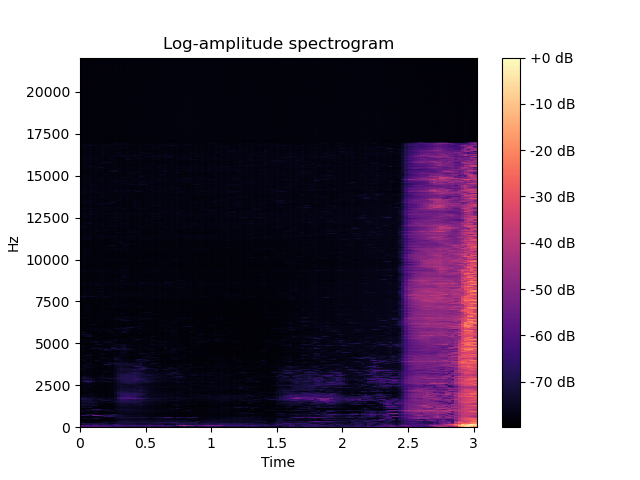 Log-amplitude spectrogram
Hz
20000
17500
15000
12500
10000
7500
5000
2500
0
0 0.5 1 1.5 2 2.5 3
Time
+0 dB
-10 dB
-20 dB
-30 dB
-40 dB
-50 dB
-60 dB
-70 dB